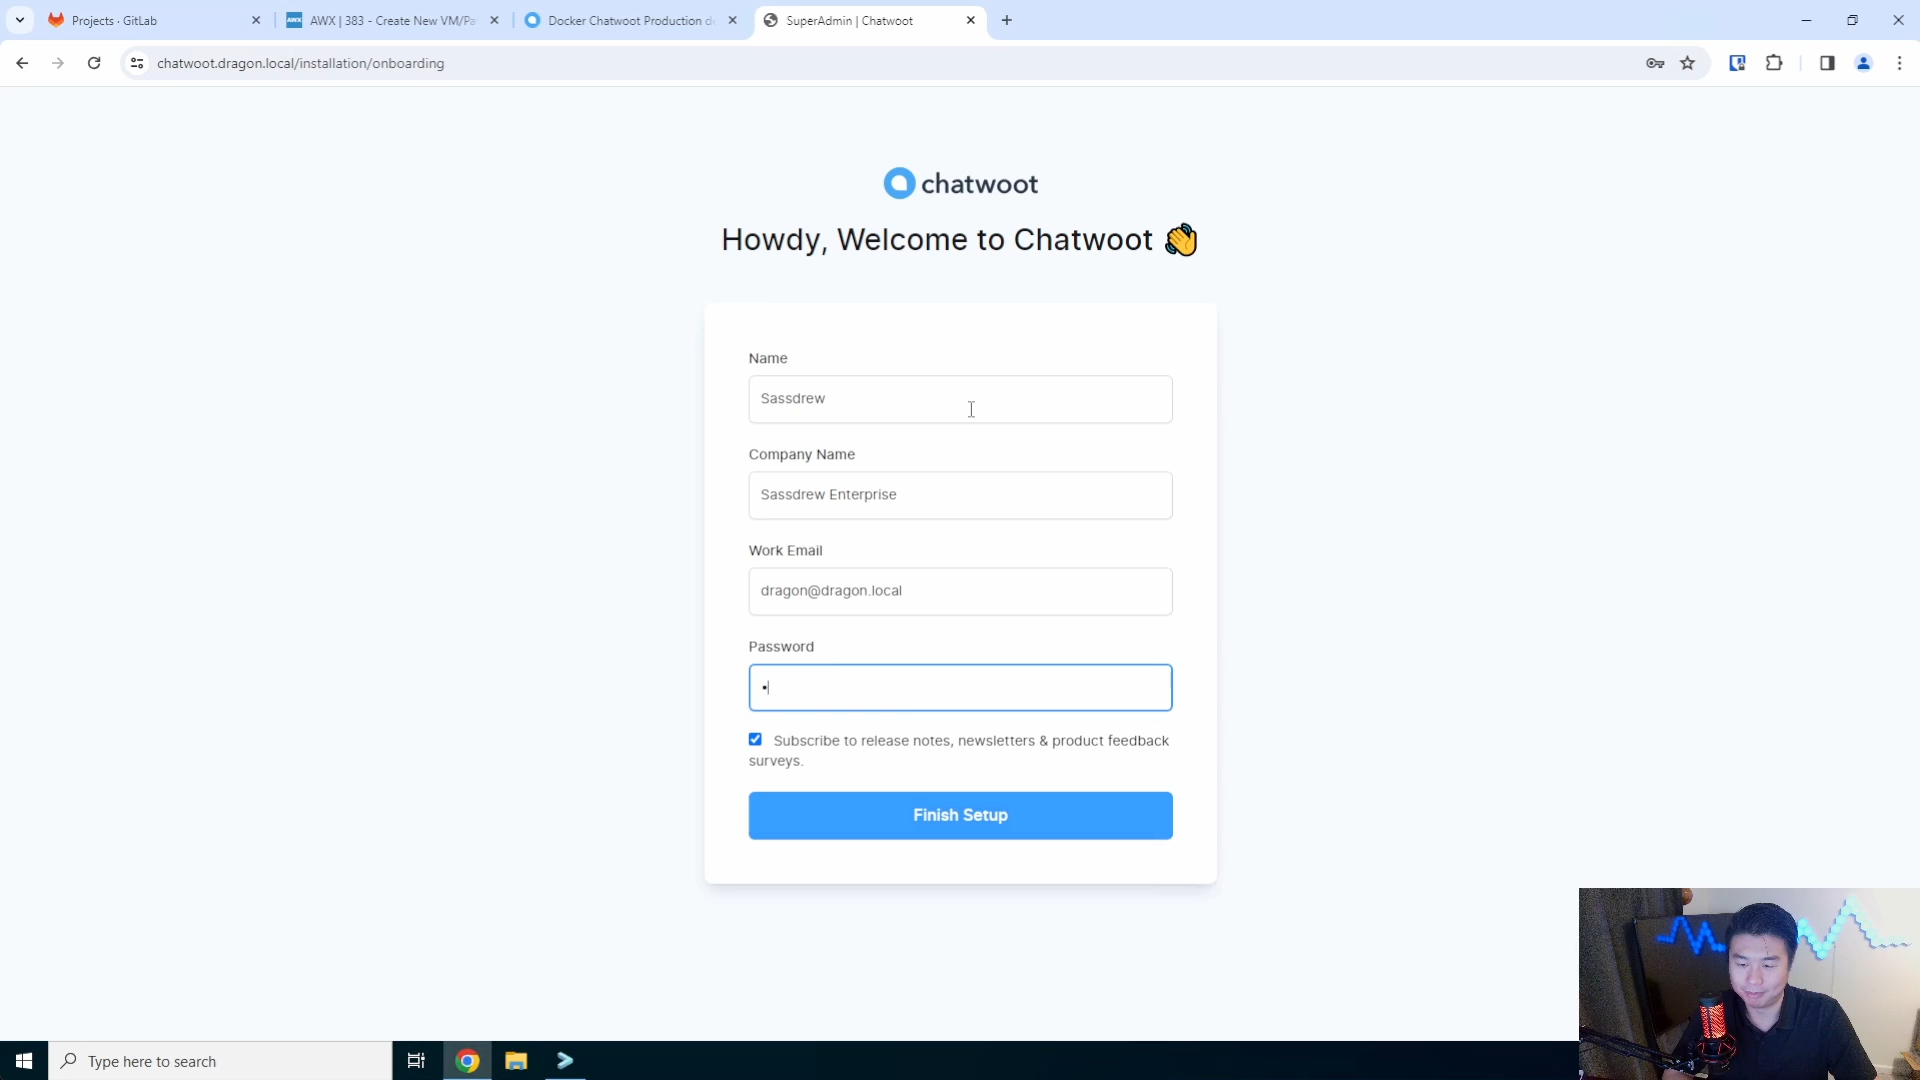 Projects · GitLab
AWX | 383 - Create New VM/Pa
Docker Chatwoot Production de
SuperAdmin | Chatwoot
chatwoot.dragon.local/installation/onboarding
chatwoot
Howdy, Welcome to Chatwoot 👋
Name
Sassdrew
Company Name
Sassdrew Enterprise
Work Email
dragon@dragon.local
Password
Subscribe to release notes, newsletters & product feedback
surveys.
Finish Setup
Type here to search